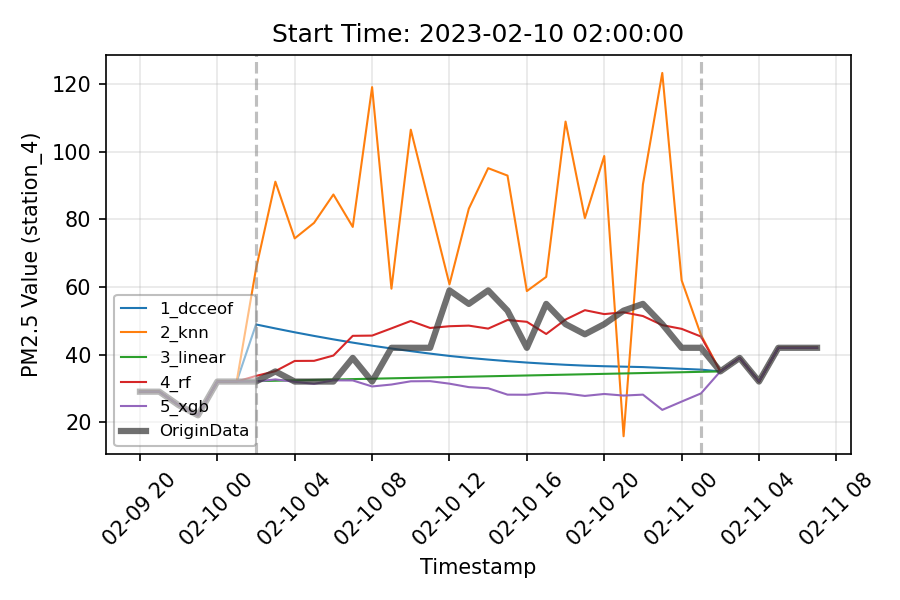 Start Time: 2023-02-10 02:00:00
PM2.5 Value (station_4)
120
100
80
60
40
20
1_dcceof
2_knn
3_linear
4_rf
5_xgb
OriginData
02-09 20
02-10 00
02-10 04
02-10 08
02-10 12
02-10 16
02-10 20
02-11 00
02-11 04
02-11 08
Timestamp